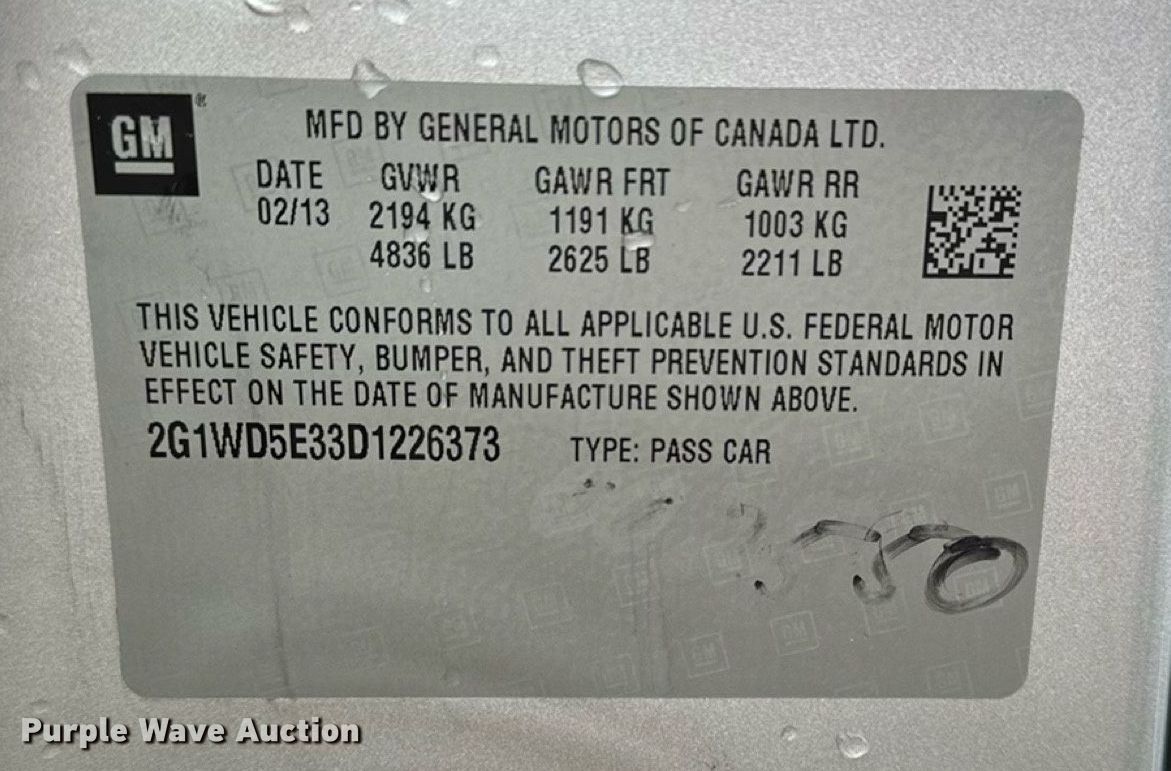 GM ®
MFD BY GENERAL MOTORS OF CANADA LTD.
DATE GVWR GAWR FRT GAWR RR
02/13 2194 KG 1191 KG 1003 KG
4836 LB 2625 LB 2211 LB
THIS VEHICLE CONFORMS TO ALL APPLICABLE U.S. FEDERAL MOTOR
VEHICLE SAFETY, BUMPER, AND THEFT PREVENTION STANDARDS IN
EFFECT ON THE DATE OF MANUFACTURE SHOWN ABOVE.
2G1WD5E33D1226373 TYPE: PASS CAR
Purple Wave Auction